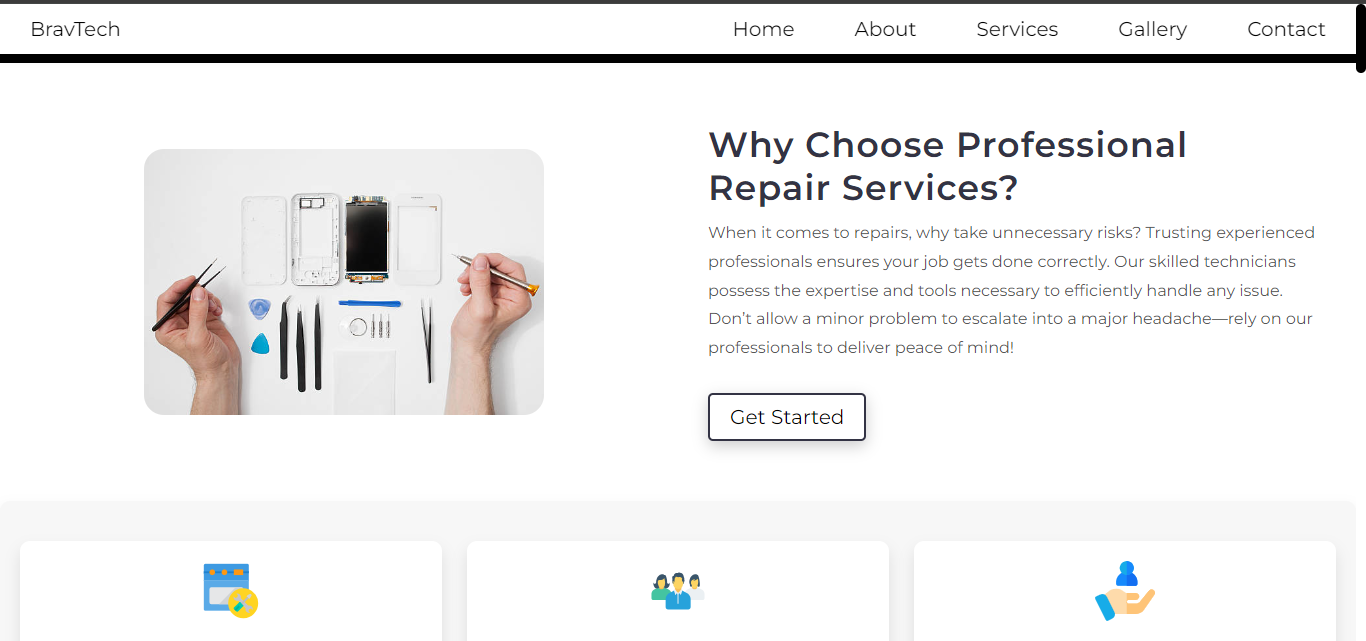 BravTech
Home
About
Services
Gallery
Contact
Why Choose Professional
Repair Services?
When it comes to repairs, why take unnecessary risks? Trusting experienced
professionals ensures your job gets done correctly. Our skilled technicians
possess the expertise and tools necessary to efficiently handle any issue.
Don’t allow a minor problem to escalate into a major headache—rely on our
professionals to deliver peace of mind!
Get Started